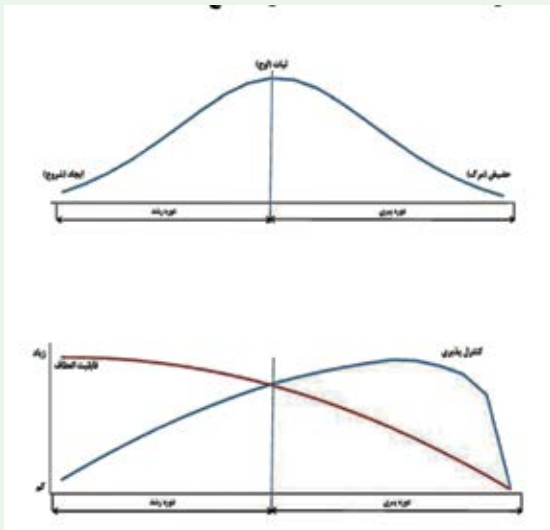 ثبات (اوج)
ایجاد (شروع)
حضیض (مرگ)
دوره رشد
دوره پیری
زیاد
قابلیت انعطاف
کنترل پذیری
کم
دوره رشد
دوره پیری